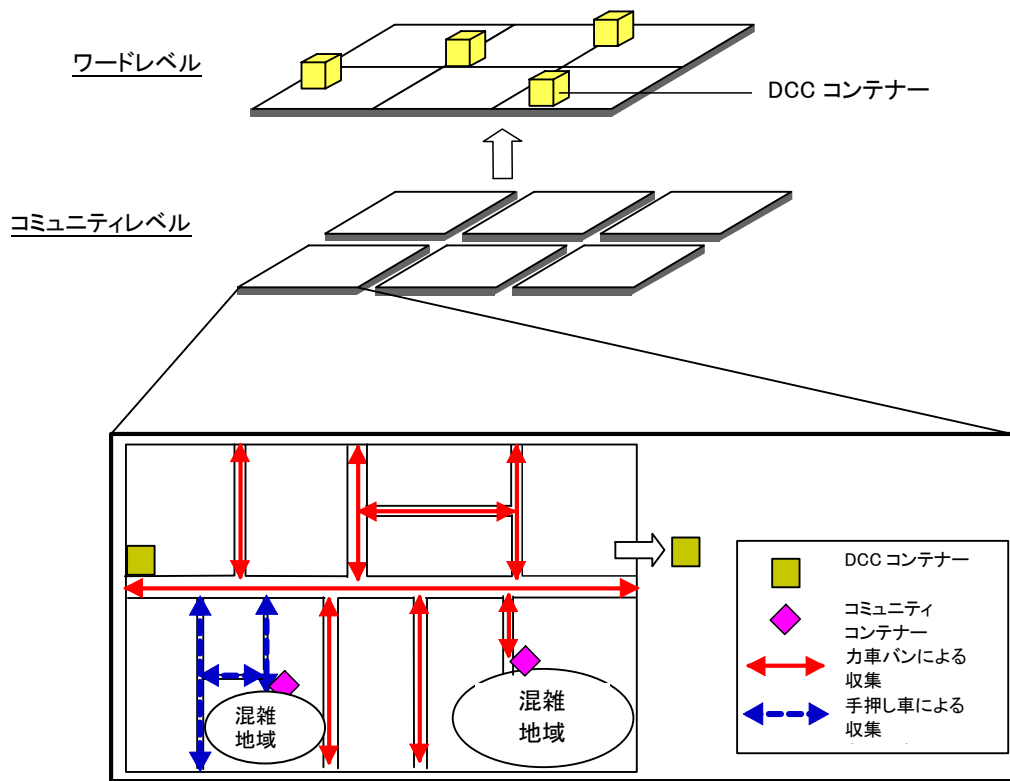 ワードレベル
DCC コンテナー
コミュニティレベル
DCC コンテナー
コミュニティ
コンテナー
力車バンによる
収集
手押し車による
収集
混雑
地域
混雑
地域